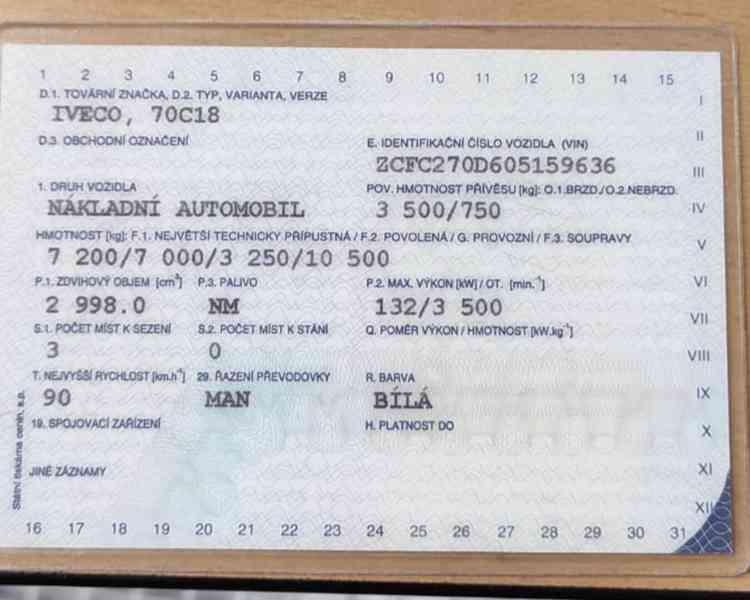 1 2 3 4 5 6 7 8 9 10 11 12 13 14 15
D.1. TOVÁRNÍ ZNAČKA, D.2. TYP, VARIANTA, VERZE
I
IVECO, 70C18
D.3. OBCHODNÍ OZNAČENÍ
E. IDENTIFIKAČNÍ ČÍSLO VOZIDLA (VIN)
II
ZCFC270D605159636
III
1. DRUH VOZIDLA
POV. HMOTNOST PŘÍVĚSU [kg]: O.1.BRZD./O.2.NEBRZD.
NÁKLADNÍ AUTOMOBIL
3 500/750
IV
HMOTNOST [kg]: F.1. NEJVĚTŠÍ TECHNICKY PŘÍPUSTNÁ / F.2. POVOLENÁ / G. PROVOZNÍ / F.3. SOUPRAVY
V
7 200/7 000/3 250/10 500
P.1. ZDVIHOVÝ OBJEM [cm³] P.3. PALIVO
P.2. MAX. VÝKON [kW] / OT. [min.⁻¹]
VI
2 998.0 NM
132/3 500
VII
S.1. POČET MÍST K SEZENÍ S.2. POČET MÍST K STÁNÍ
Q. POMĚR VÝKON / HMOTNOST [kW.kg⁻¹]
3 0
VIII
T. NEJVYŠŠÍ RYCHLOST [km.h⁻¹] 29. ŘAZENÍ PŘEVODOVKY
R. BARVA
IX
90 MAN
BÍLÁ
19. SPOJOVACÍ ZAŘÍZENÍ
H. PLATNOST DO
X
JINÉ ZÁZNAMY
XI
XII
Státní tiskárna cenin, s.p.
16 17 18 19 20 21 22 23 24 25 26 27 28 29 30 31